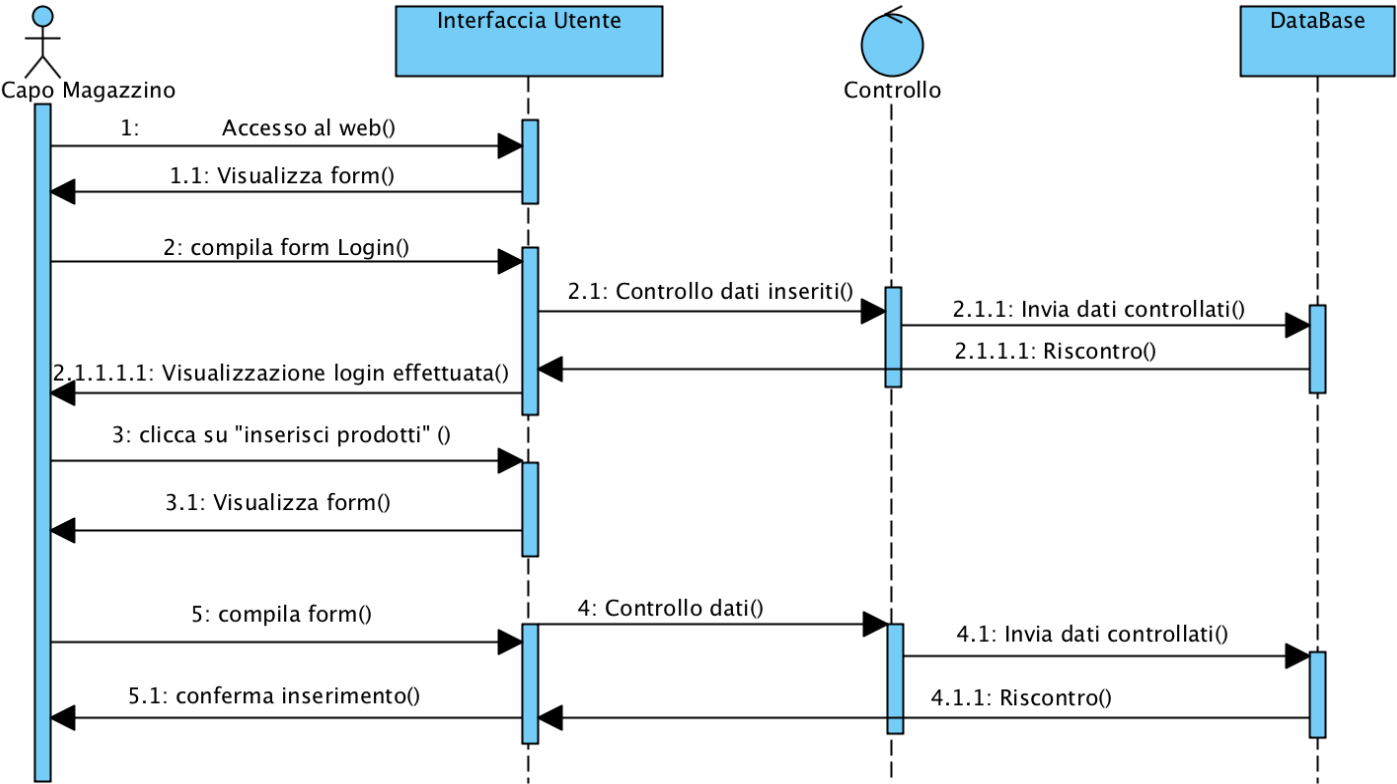 Interfaccia Utente
DataBase
Capo Magazzino
Controllo
1: Accesso al web()
1.1: Visualizza form()
2: compila form Login()
2.1: Controllo dati inseriti()
2.1.1: Invia dati controllati()
2.1.1.1: Riscontro()
2.1.1.1.1: Visualizzazione login effettuata()
3: clicca su "inserisci prodotti" ()
3.1: Visualizza form()
5: compila form()
4: Controllo dati()
4.1: Invia dati controllati()
5.1: conferma inserimento()
4.1.1: Riscontro()